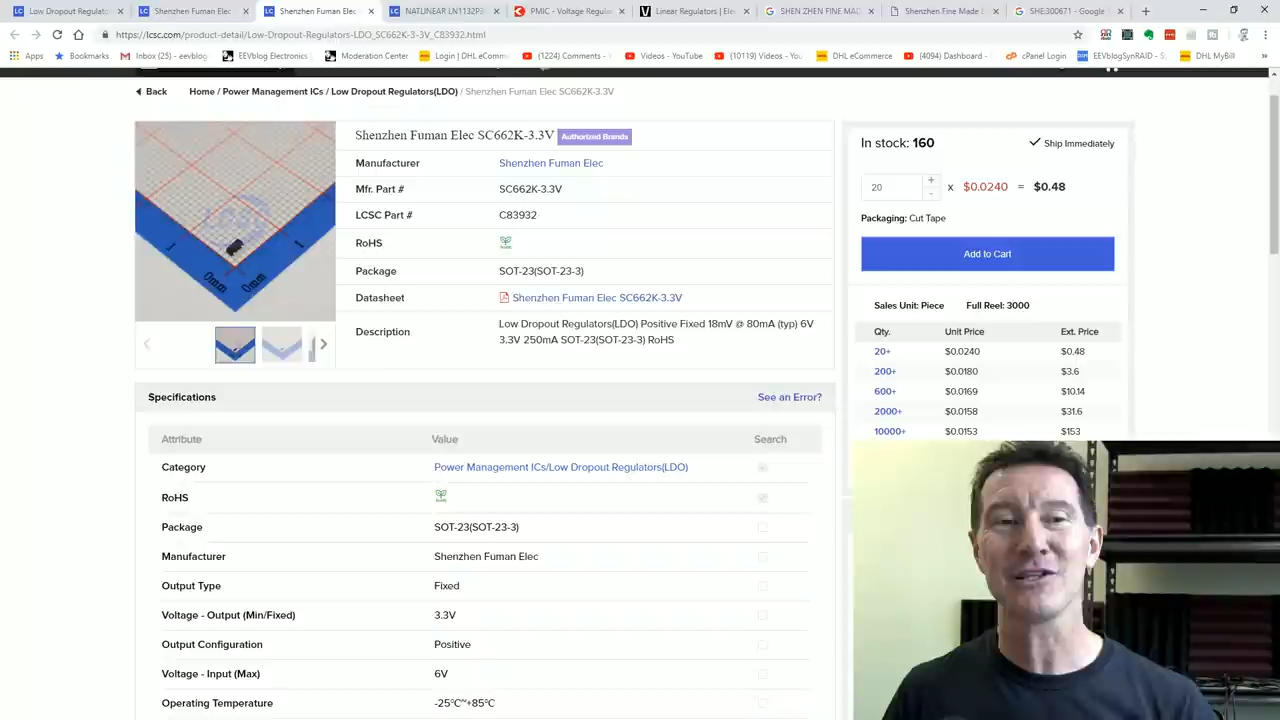 Low Dropout Regulato
Shenzhen Fuman Elec
Shenzhen Fuman Elec
NATLINEAR LN1132P3
PMIC - Voltage Regula
Linear Regulators | Elec
SHEN ZHEN FINE MAD
Shenzhen Fine Made E
SHE:300671 - Google
https://lcsc.com/product-detail/Low-Dropout-Regulators-LDO_SC662K-3-3V_C83932.html
Apps
Bookmarks
Inbox (25) - eevblog
EEVblog Electronics
Moderation Center
Login | DHL eComm
(1224) Comments - Y
Videos - YouTube
(10119) Videos - You
DHL eCommerce
(4094) Dashboard -
cPanel Login
EEVBlogSynRAID - S
DHL MyBill
Back
Home / Power Management ICs / Low Dropout Regulators(LDO) / Shenzhen Fuman Elec SC662K-3.3V
Shenzhen Fuman Elec SC662K-3.3V Authorized Brands
Manufacturer Shenzhen Fuman Elec
Mfr. Part # SC662K-3.3V
LCSC Part # C83932
RoHS
Package SOT-23(SOT-23-3)
Datasheet Shenzhen Fuman Elec SC662K-3.3V
Description Low Dropout Regulators(LDO) Positive Fixed 18mV @ 80mA (typ) 6V
3.3V 250mA SOT-23(SOT-23-3) RoHS
0mm 0mm
In stock: 160 Ship Immediately
20 + - x $0.0240 = $0.48
Packaging: Cut Tape
Add to Cart
Sales Unit: Piece Full Reel: 3000
Qty. Unit Price Ext. Price
20+ $0.0240 $0.48
200+ $0.0180 $3.6
600+ $0.0169 $10.14
2000+ $0.0158 $31.6
10000+ $0.0153 $153
Specifications See an Error?
Attribute Value Search
Category Power Management ICs/Low Dropout Regulators(LDO)
RoHS
Package SOT-23(SOT-23-3)
Manufacturer Shenzhen Fuman Elec
Output Type Fixed
Voltage - Output (Min/Fixed) 3.3V
Output Configuration Positive
Voltage - Input (Max) 6V
Operating Temperature -25℃~+85℃